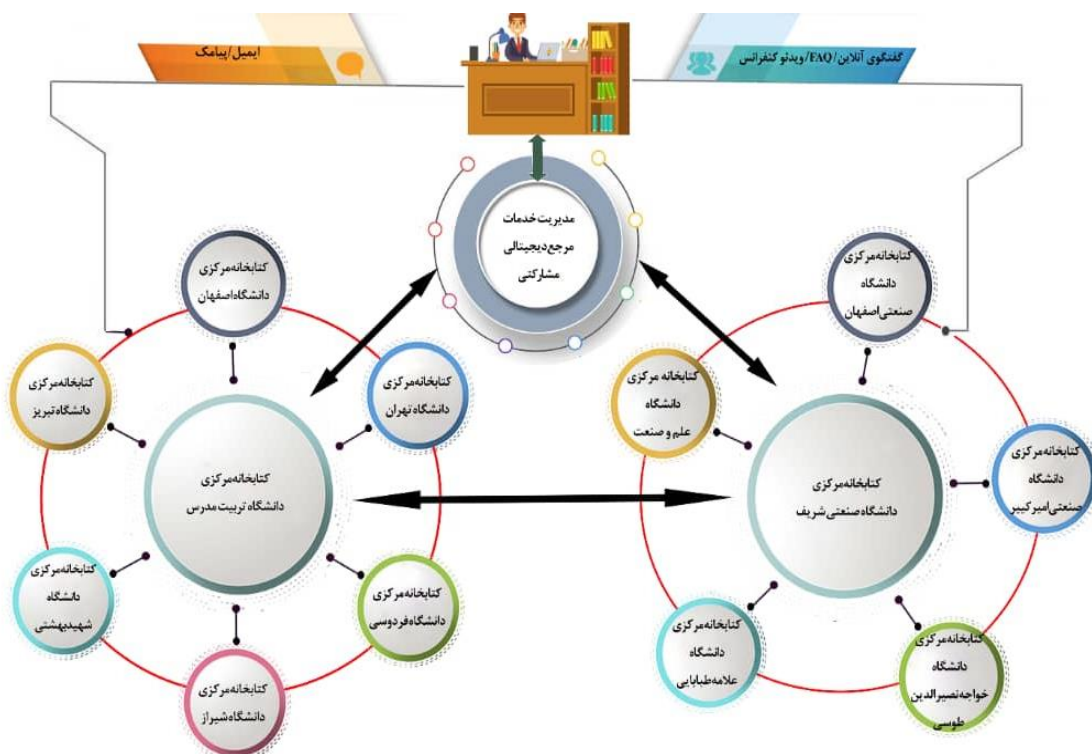 گفتگوی آنلاین/FAQ/ویدئو کنفرانس
ایمیل/پیامک
مدیریت خدمات
مرجع دیجیتالی
مشارکتی
کتابخانه مرکزی
دانشگاه
صنعتی اصفهان
کتابخانه مرکزی
دانشگاه
علم و صنعت
کتابخانه مرکزی
دانشگاه
صنعتی امیر کبیر
کتابخانه مرکزی
دانشگاه صنعتی شریف
کتابخانه مرکزی
دانشگاه
علامه طبابایی
کتابخانه مرکزی
دانشگاه
خواجه نصیرالدین
طوسی
کتابخانه مرکزی
دانشگاه اصفهان
کتابخانه مرکزی
دانشگاه تهران
کتابخانه مرکزی
دانشگاه تبریز
کتابخانه مرکزی
دانشگاه تربیت مدرس
کتابخانه مرکزی
دانشگاه فردوسی
کتابخانه مرکزی
دانشگاه
شهید بهشتی
کتابخانه مرکزی
دانشگاه شیراز